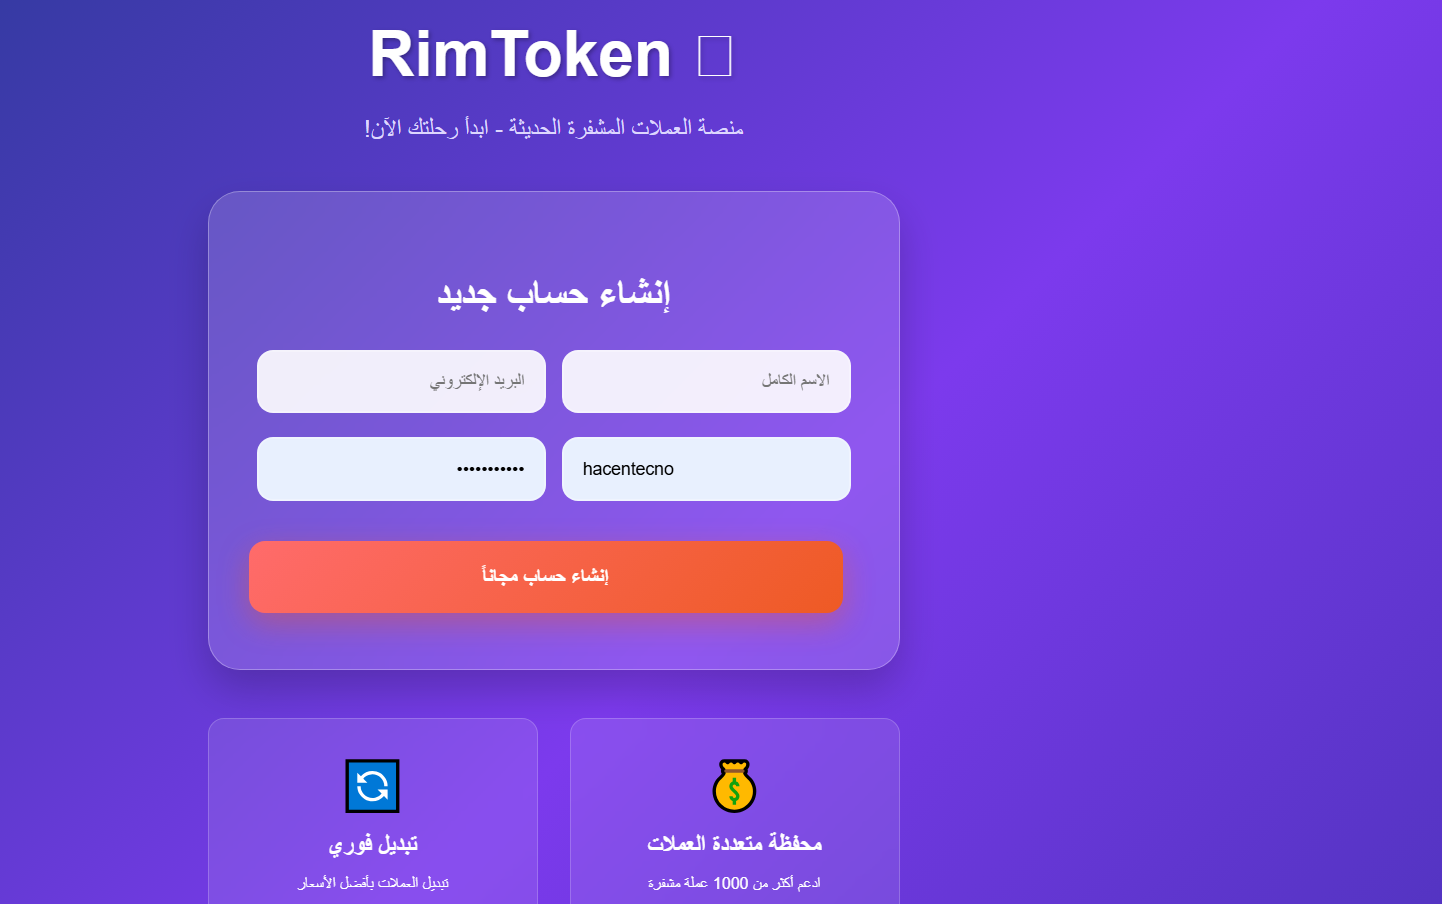 RimToken
منصة العملات المشفرة الحديثة - ابدأ رحلتك الآن!
إنشاء حساب جديد
الاسم الكامل
البريد الإلكتروني
hacentecno
•••••••••••
إنشاء حساب مجاناً
محفظة متعددة العملات
ادعم أكثر من 1000 عملة مشفرة
تبديل فوري
تبديل العملات بأفضل الأسعار